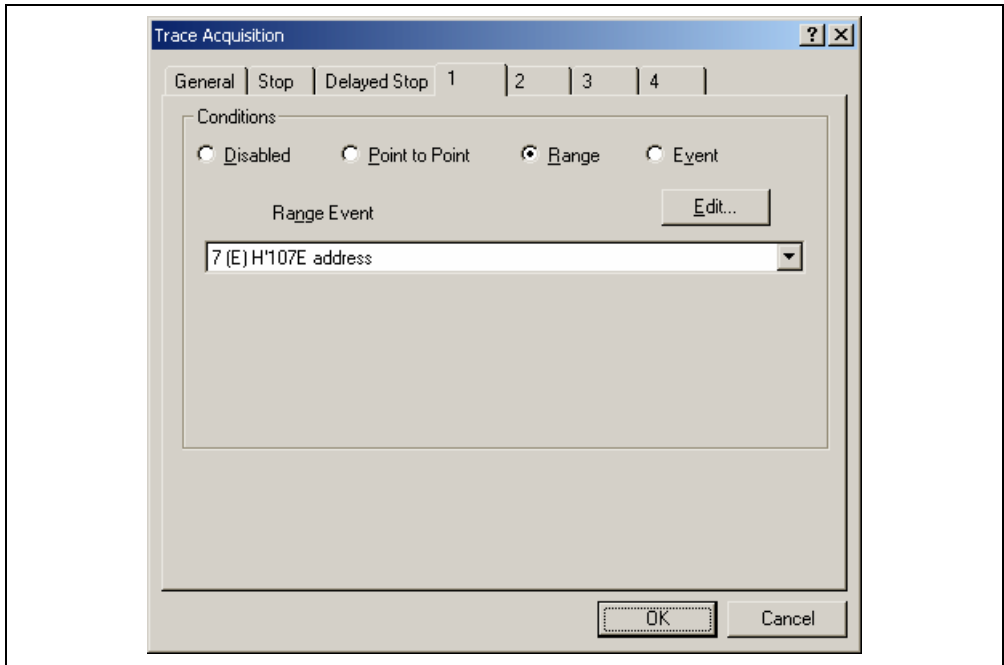 Trace Acquisition
General Stop Delayed Stop 1 2 3 4
Conditions
Disabled Point to Point Range Event
Range Event Edit...
7 (E) H'107E address
OK Cancel